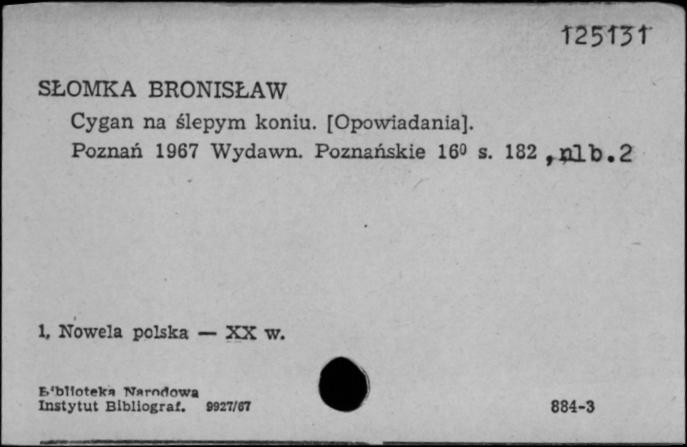 125131
SŁOMKA BRONISŁAW
Cygan na ślepym koniu. [Opowiadania].
Poznań 1967 Wydawn. Poznańskie 16⁰ s. 182 , nlb. 2
1. Nowela polska — XX w.
Biblioteka Narodowa
Instytut Bibliograf. 9927/67
884-3